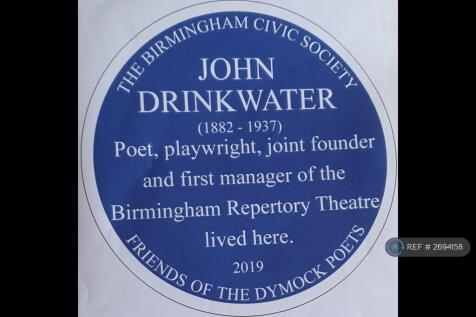 THE BIRMINGHAM CIVIC SOCIETY
JOHN
DRINKWATER
(1882 - 1937)
Poet, playwright, joint founder
and first manager of the
Birmingham Repertory Theatre
lived here.
2019
FRIENDS OF THE DYMOCK POETS
REF # 2694158